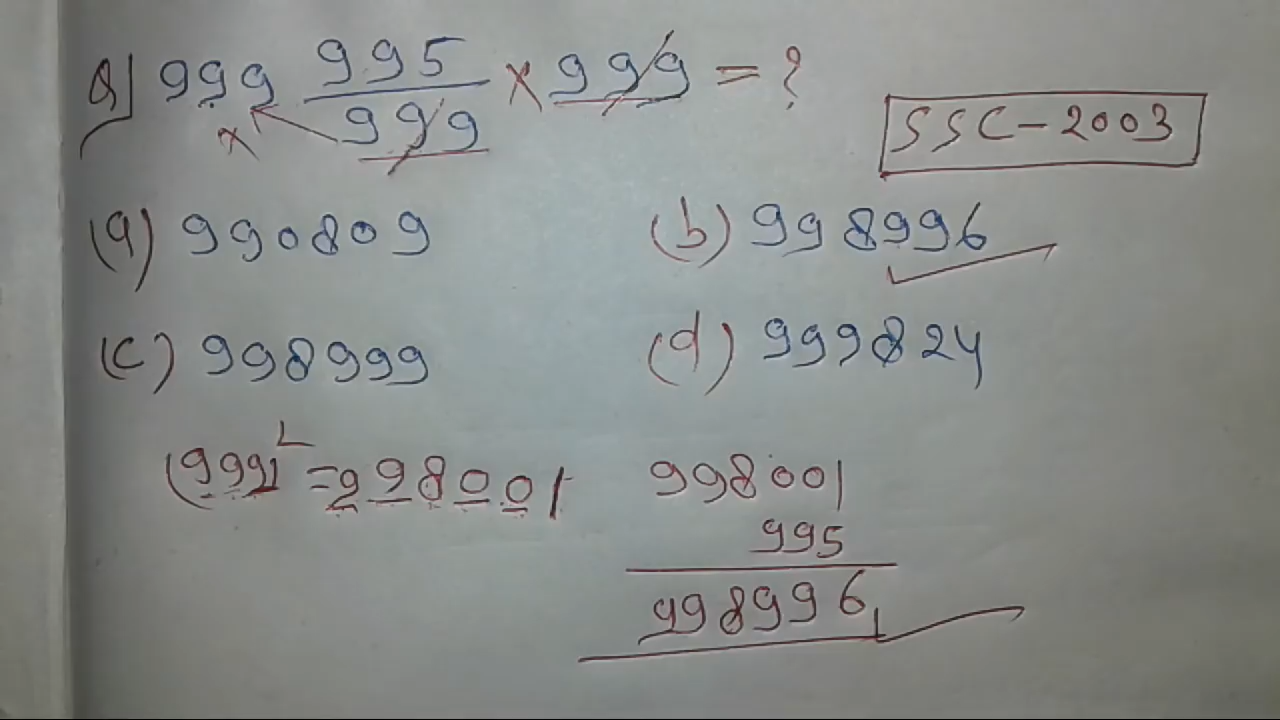 Q) 999 995/999 × 999 = ?
SSC-2003
(a) 990809
(b) 998996
(c) 998999
(d) 999824
(999)² = 998001
998001
995
998996